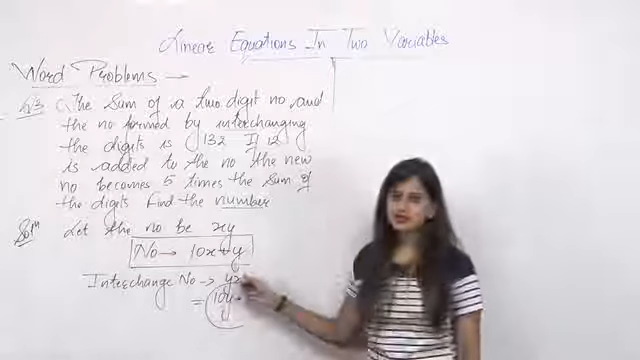 Linear Equations In Two Variables
Word Problems →
Q3 The Sum of a two digit no and
the no formed by interchanging
the digits is 132 If 12
is added to the no the new
no becomes 5 times the Sum of
the digits Find the number
Solⁿ Let the no be xy
No → 10x+y
Interchange No → yx
= 10y+